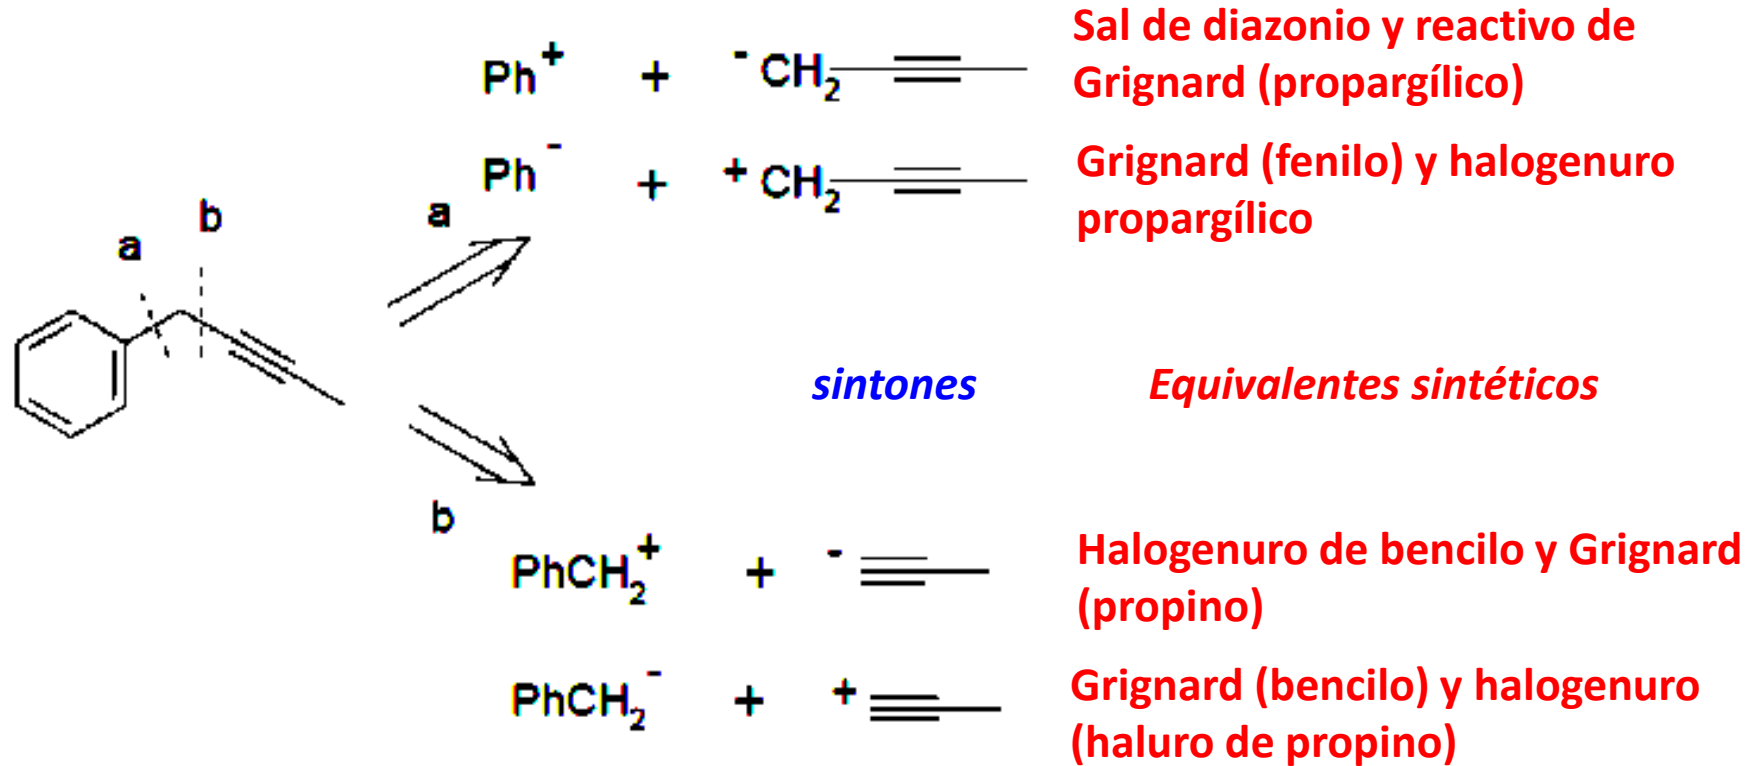 Ph+ + -CH2
Sal de diazonio y reactivo de
Grignard (propargílico)
Ph- + +CH2
Grignard (fenilo) y halogenuro
propargílico
a
b
a
sintones
Equivalentes sintéticos
b
PhCH2+ + -
Halogenuro de bencilo y Grignard
(propino)
PhCH2- + +
Grignard (bencilo) y halogenuro
(haluro de propino)